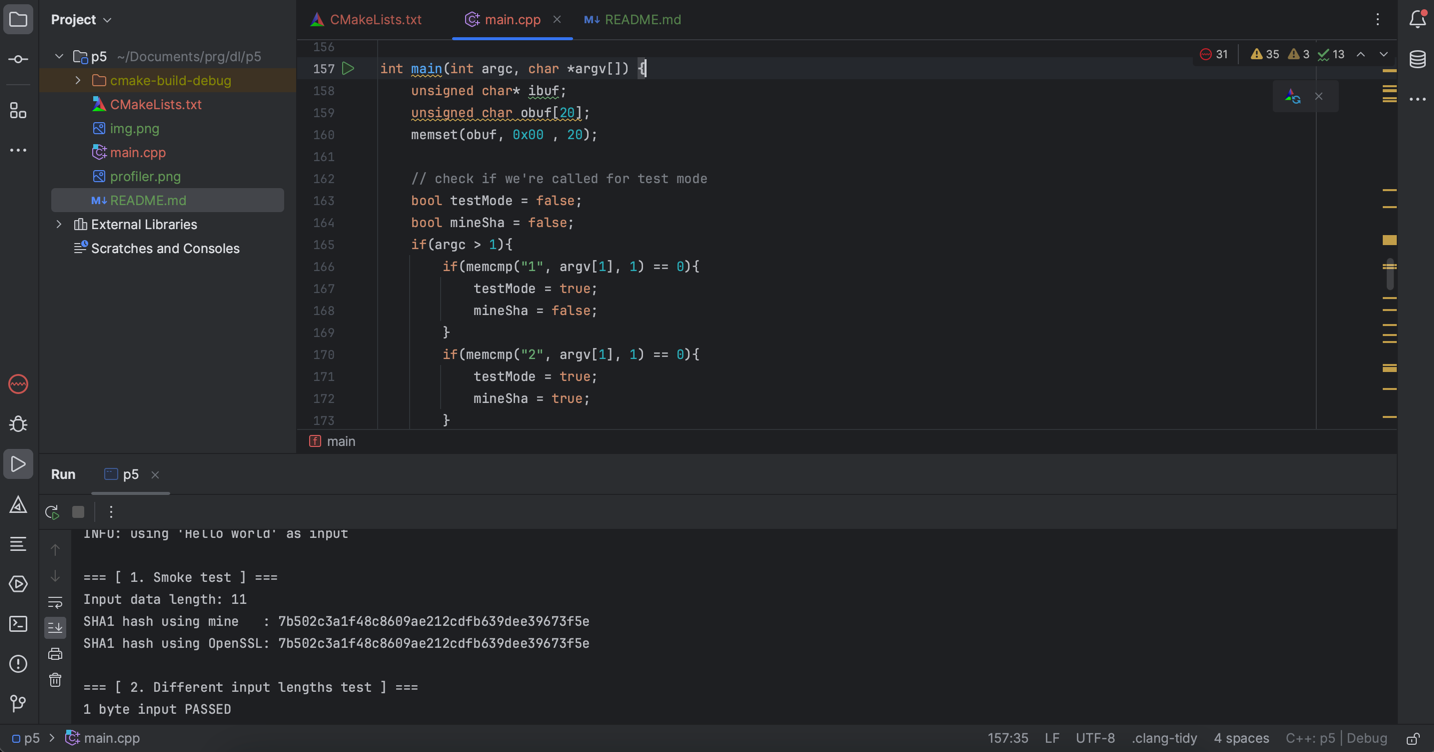 Project
CMakeLists.txt
main.cpp
README.md
p5 ~/Documents/prg/dl/p5
cmake-build-debug
CMakeLists.txt
img.png
main.cpp
profiler.png
README.md
External Libraries
Scratches and Consoles
31 35 3 13
156
157 int main(int argc, char *argv[]) {
158 unsigned char* ibuf;
159 unsigned char obuf[20];
160 memset(obuf, 0x00 , 20);
161
162 // check if we're called for test mode
163 bool testMode = false;
164 bool mineSha = false;
165 if(argc > 1){
166 if(memcmp("1", argv[1], 1) == 0){
167 testMode = true;
168 mineSha = false;
169 }
170 if(memcmp("2", argv[1], 1) == 0){
171 testMode = true;
172 mineSha = true;
173 }
f main
Run
p5
INFO: using 'Hello world' as input
=== [ 1. Smoke test ] ===
Input data length: 11
SHA1 hash using mine   : 7b502c3a1f48c8609ae212cdfb639dee39673f5e
SHA1 hash using OpenSSL: 7b502c3a1f48c8609ae212cdfb639dee39673f5e
=== [ 2. Different input lengths test ] ===
1 byte input PASSED
p5 > main.cpp
157:35 LF UTF-8 .clang-tidy 4 spaces C++: p5 | Debug